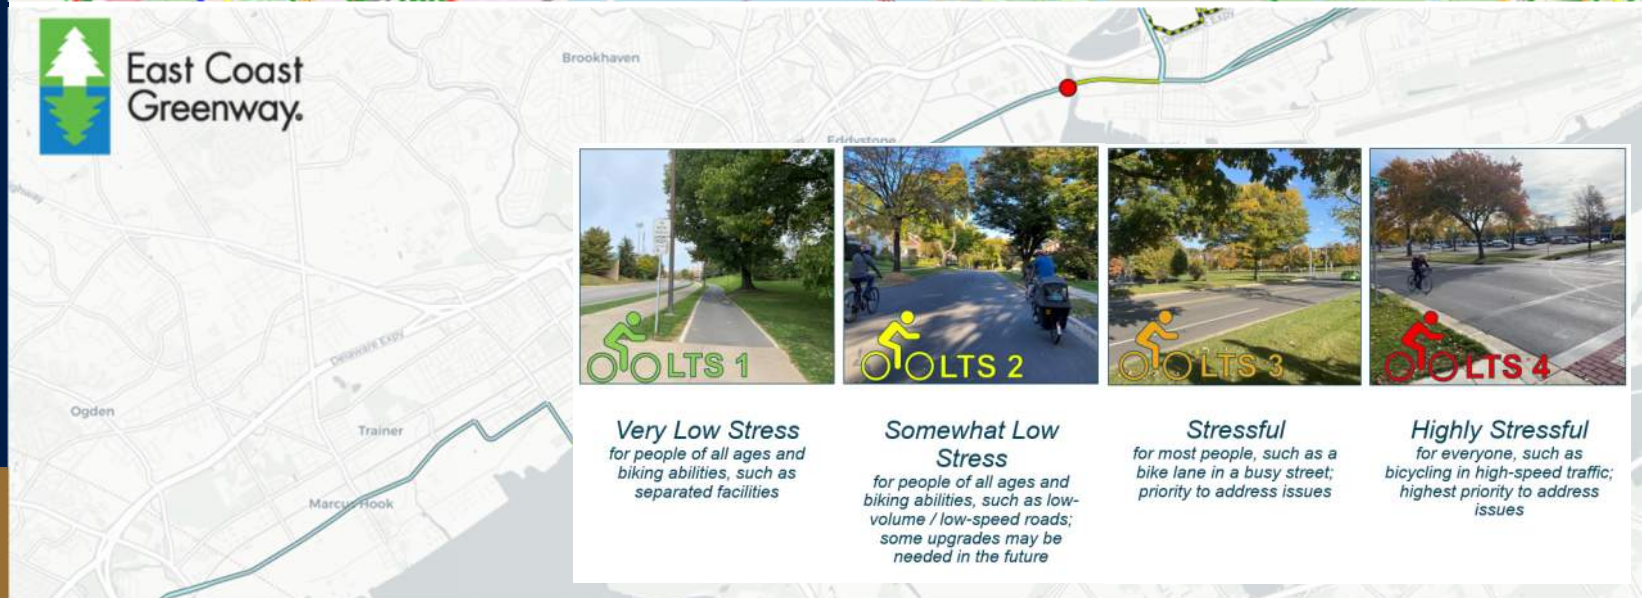 East Coast
Greenway.
Brookhaven
Delaware Expy
Eddystone
Delaware Expy
Ogden
Trainer
Marcus Hook
LTS 1
LTS 2
LTS 3
LTS 4
Very Low Stress
for people of all ages and
biking abilities, such as
separated facilities
Somewhat Low
Stress
for people of all ages and
biking abilities, such as low-
volume / low-speed roads;
some upgrades may be
needed in the future
Stressful
for most people, such as a
bike lane in a busy street;
priority to address issues
Highly Stressful
for everyone, such as
bicycling in high-speed traffic;
highest priority to address
issues